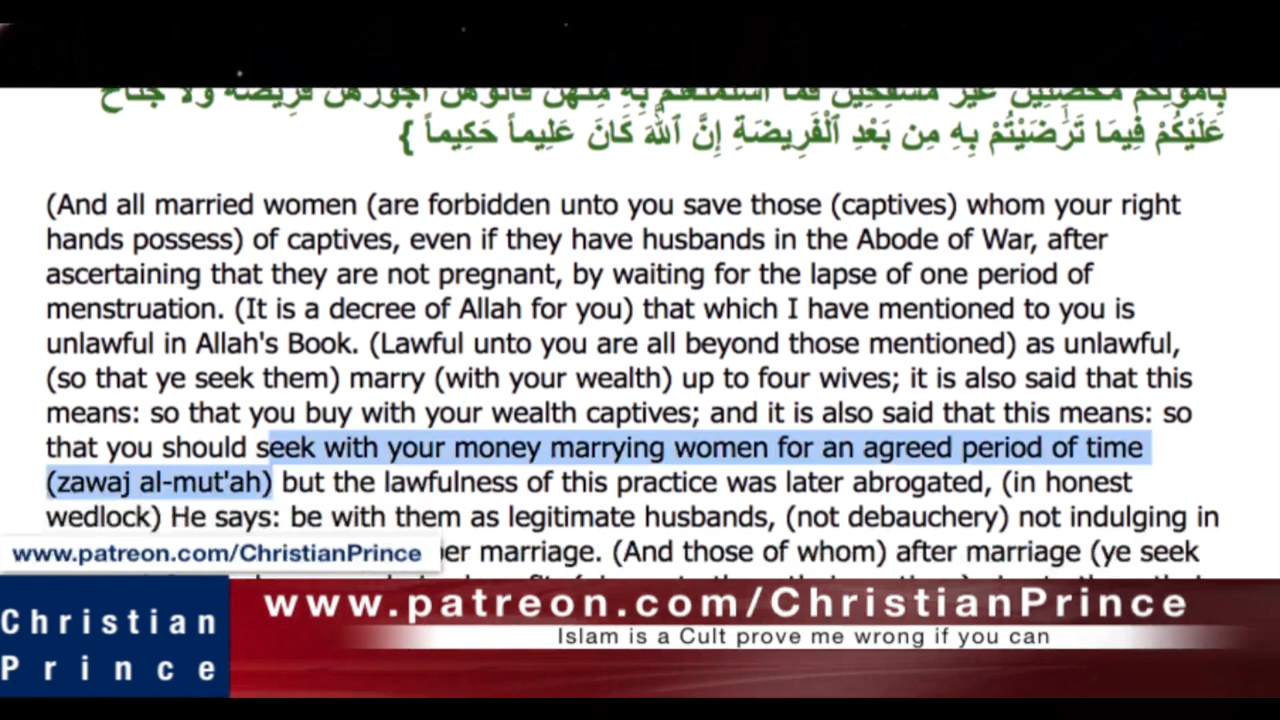 بِأَمْوَٰلِكُمْ مُّحْصِنِينَ غَيْرَ مُسَٰفِحِينَ فَمَا ٱسْتَمْتَعْتُمْ بِهِ مِنْهُنَّ فَآتُوهُنَّ أُجُورَهُنَّ فَرِيضَةً وَلاَ جُنَاحَ
عَلَيْكُمْ فِيمَا تَرَٰضَيْتُمْ بِهِ مِن بَعْدِ ٱلْفَرِيضَةِ إِنَّ ٱللَّهَ كَانَ عَلِيماً حَكِيماً }
(And all married women (are forbidden unto you save those (captives) whom your right
hands possess) of captives, even if they have husbands in the Abode of War, after
ascertaining that they are not pregnant, by waiting for the lapse of one period of
menstruation. (It is a decree of Allah for you) that which I have mentioned to you is
unlawful in Allah's Book. (Lawful unto you are all beyond those mentioned) as unlawful,
(so that ye seek them) marry (with your wealth) up to four wives; it is also said that this
means: so that you buy with your wealth captives; and it is also said that this means: so
that you should seek with your money marrying women for an agreed period of time
(zawaj al-mut'ah) but the lawfulness of this practice was later abrogated, (in honest
wedlock) He says: be with them as legitimate husbands, (not debauchery) not indulging in
marriage. (And those of whom) after marriage (ye seek
www.patreon.com/ChristianPrince
www.patreon.com/ChristianPrince
Islam is a Cult prove me wrong if you can
Christian
Prince